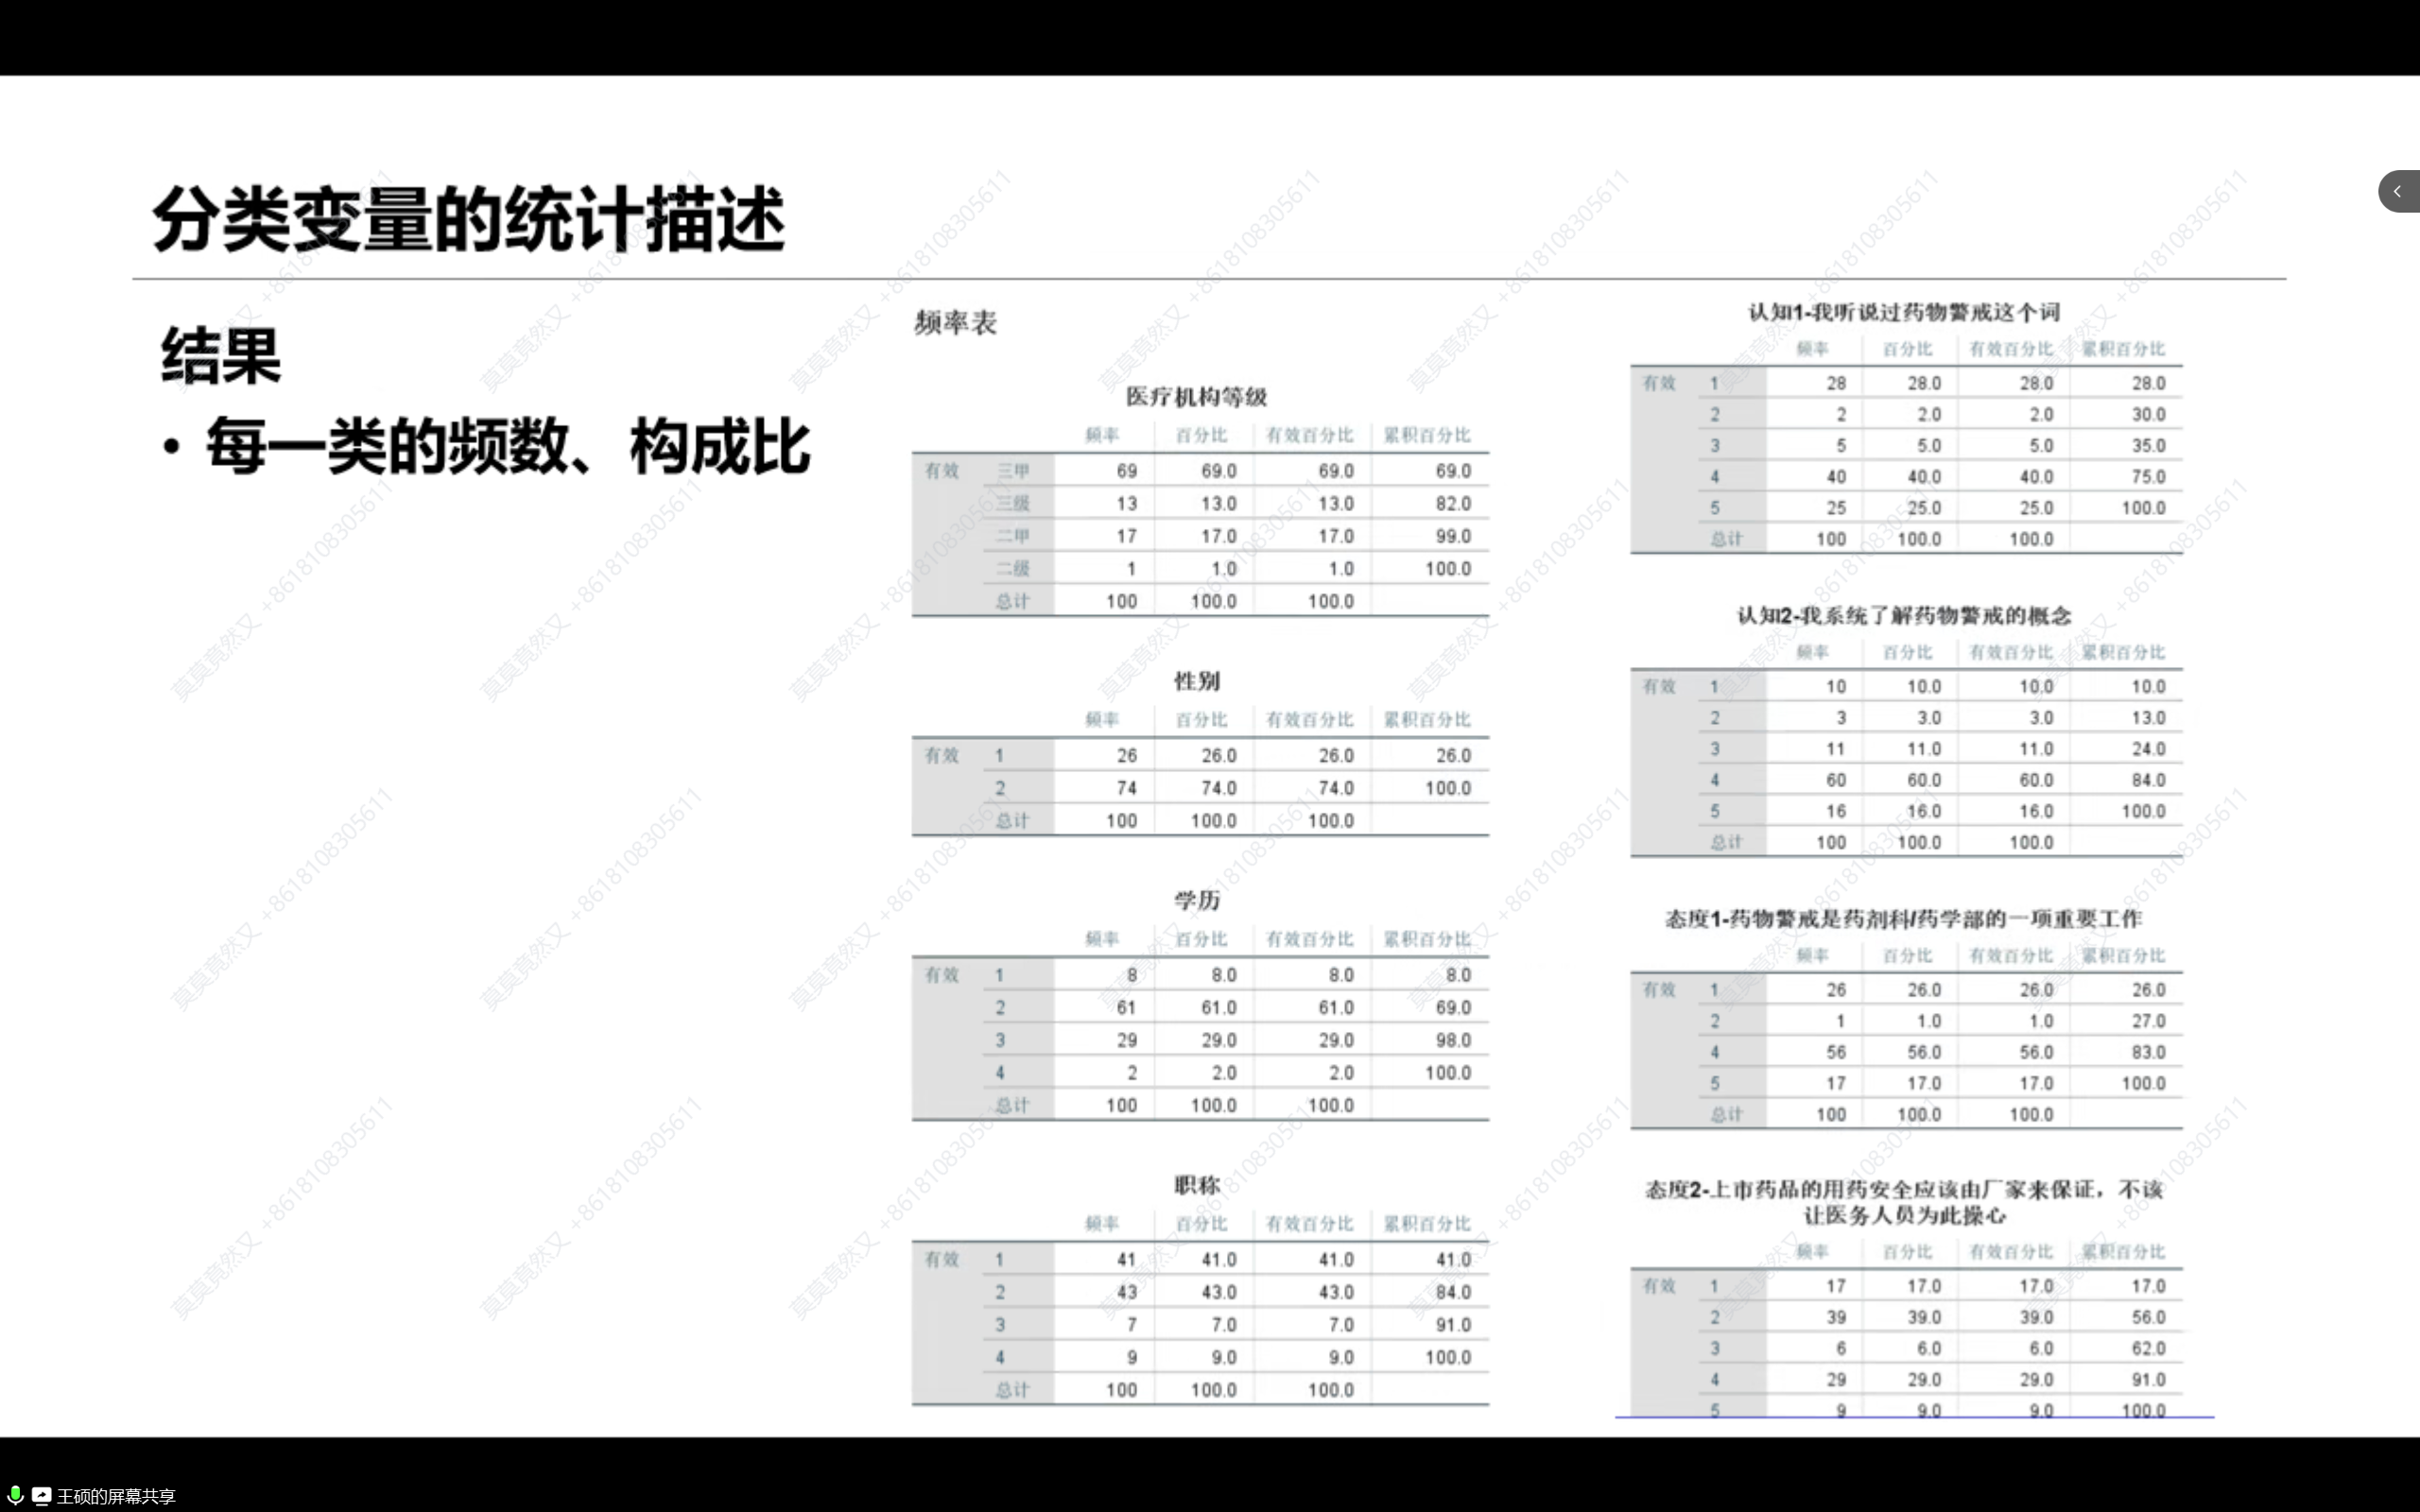 分类变量的统计描述
结果
• 每一类的频数、构成比
频率表
医疗机构等级
频率 百分比 有效百分比 累积百分比
有效 三甲 69 69.0 69.0 69.0
三级 13 13.0 13.0 82.0
二甲 17 17.0 17.0 99.0
二级 1 1.0 1.0 100.0
总计 100 100.0 100.0
性别
频率 百分比 有效百分比 累积百分比
有效 1 26 26.0 26.0 26.0
2 74 74.0 74.0 100.0
总计 100 100.0 100.0
学历
频率 百分比 有效百分比 累积百分比
有效 1 8 8.0 8.0 8.0
2 61 61.0 61.0 69.0
3 29 29.0 29.0 98.0
4 2 2.0 2.0 100.0
总计 100 100.0 100.0
职称
频率 百分比 有效百分比 累积百分比
有效 1 41 41.0 41.0 41.0
2 43 43.0 43.0 84.0
3 7 7.0 7.0 91.0
4 9 9.0 9.0 100.0
总计 100 100.0 100.0
认知1-我听说过药物警戒这个词
频率 百分比 有效百分比 累积百分比
有效 1 28 28.0 28.0 28.0
2 2 2.0 2.0 30.0
3 5 5.0 5.0 35.0
4 40 40.0 40.0 75.0
5 25 25.0 25.0 100.0
总计 100 100.0 100.0
认知2-我系统了解药物警戒的概念
频率 百分比 有效百分比 累积百分比
有效 1 10 10.0 10.0 10.0
2 3 3.0 3.0 13.0
3 11 11.0 11.0 24.0
4 60 60.0 60.0 84.0
5 16 16.0 16.0 100.0
总计 100 100.0 100.0
态度1-药物警戒是药剂科/药学部的一项重要工作
频率 百分比 有效百分比 累积百分比
有效 1 26 26.0 26.0 26.0
2 1 1.0 1.0 27.0
4 56 56.0 56.0 83.0
5 17 17.0 17.0 100.0
总计 100 100.0 100.0
态度2-上市药品的用药安全应该由厂家来保证，不该
让医务人员为此操心
频率 百分比 有效百分比 累积百分比
有效 1 17 17.0 17.0 17.0
2 39 39.0 39.0 56.0
3 6 6.0 6.0 62.0
4 29 29.0 29.0 91.0
5 9 9.0 9.0 100.0
莫莫竟然又 +8618108305611
王硕的屏幕共享